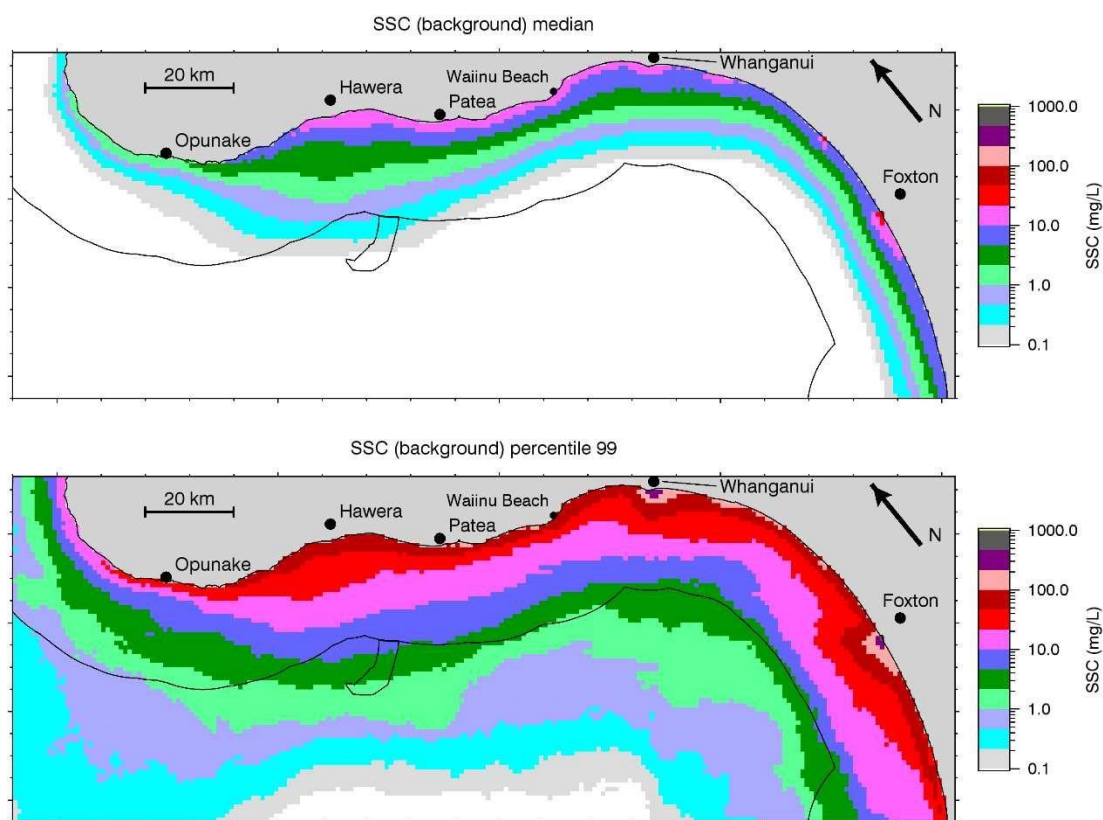 SSC (background) median
20 km
Hawera
Waiinu Beach
Patea
Whanganui
Opunake
Foxton
N
1000.0
100.0
10.0
1.0
0.1
SSC (mg/L)
SSC (background) percentile 99
20 km
Hawera
Waiinu Beach
Patea
Whanganui
Opunake
Foxton
N
1000.0
100.0
10.0
1.0
0.1
SSC (mg/L)